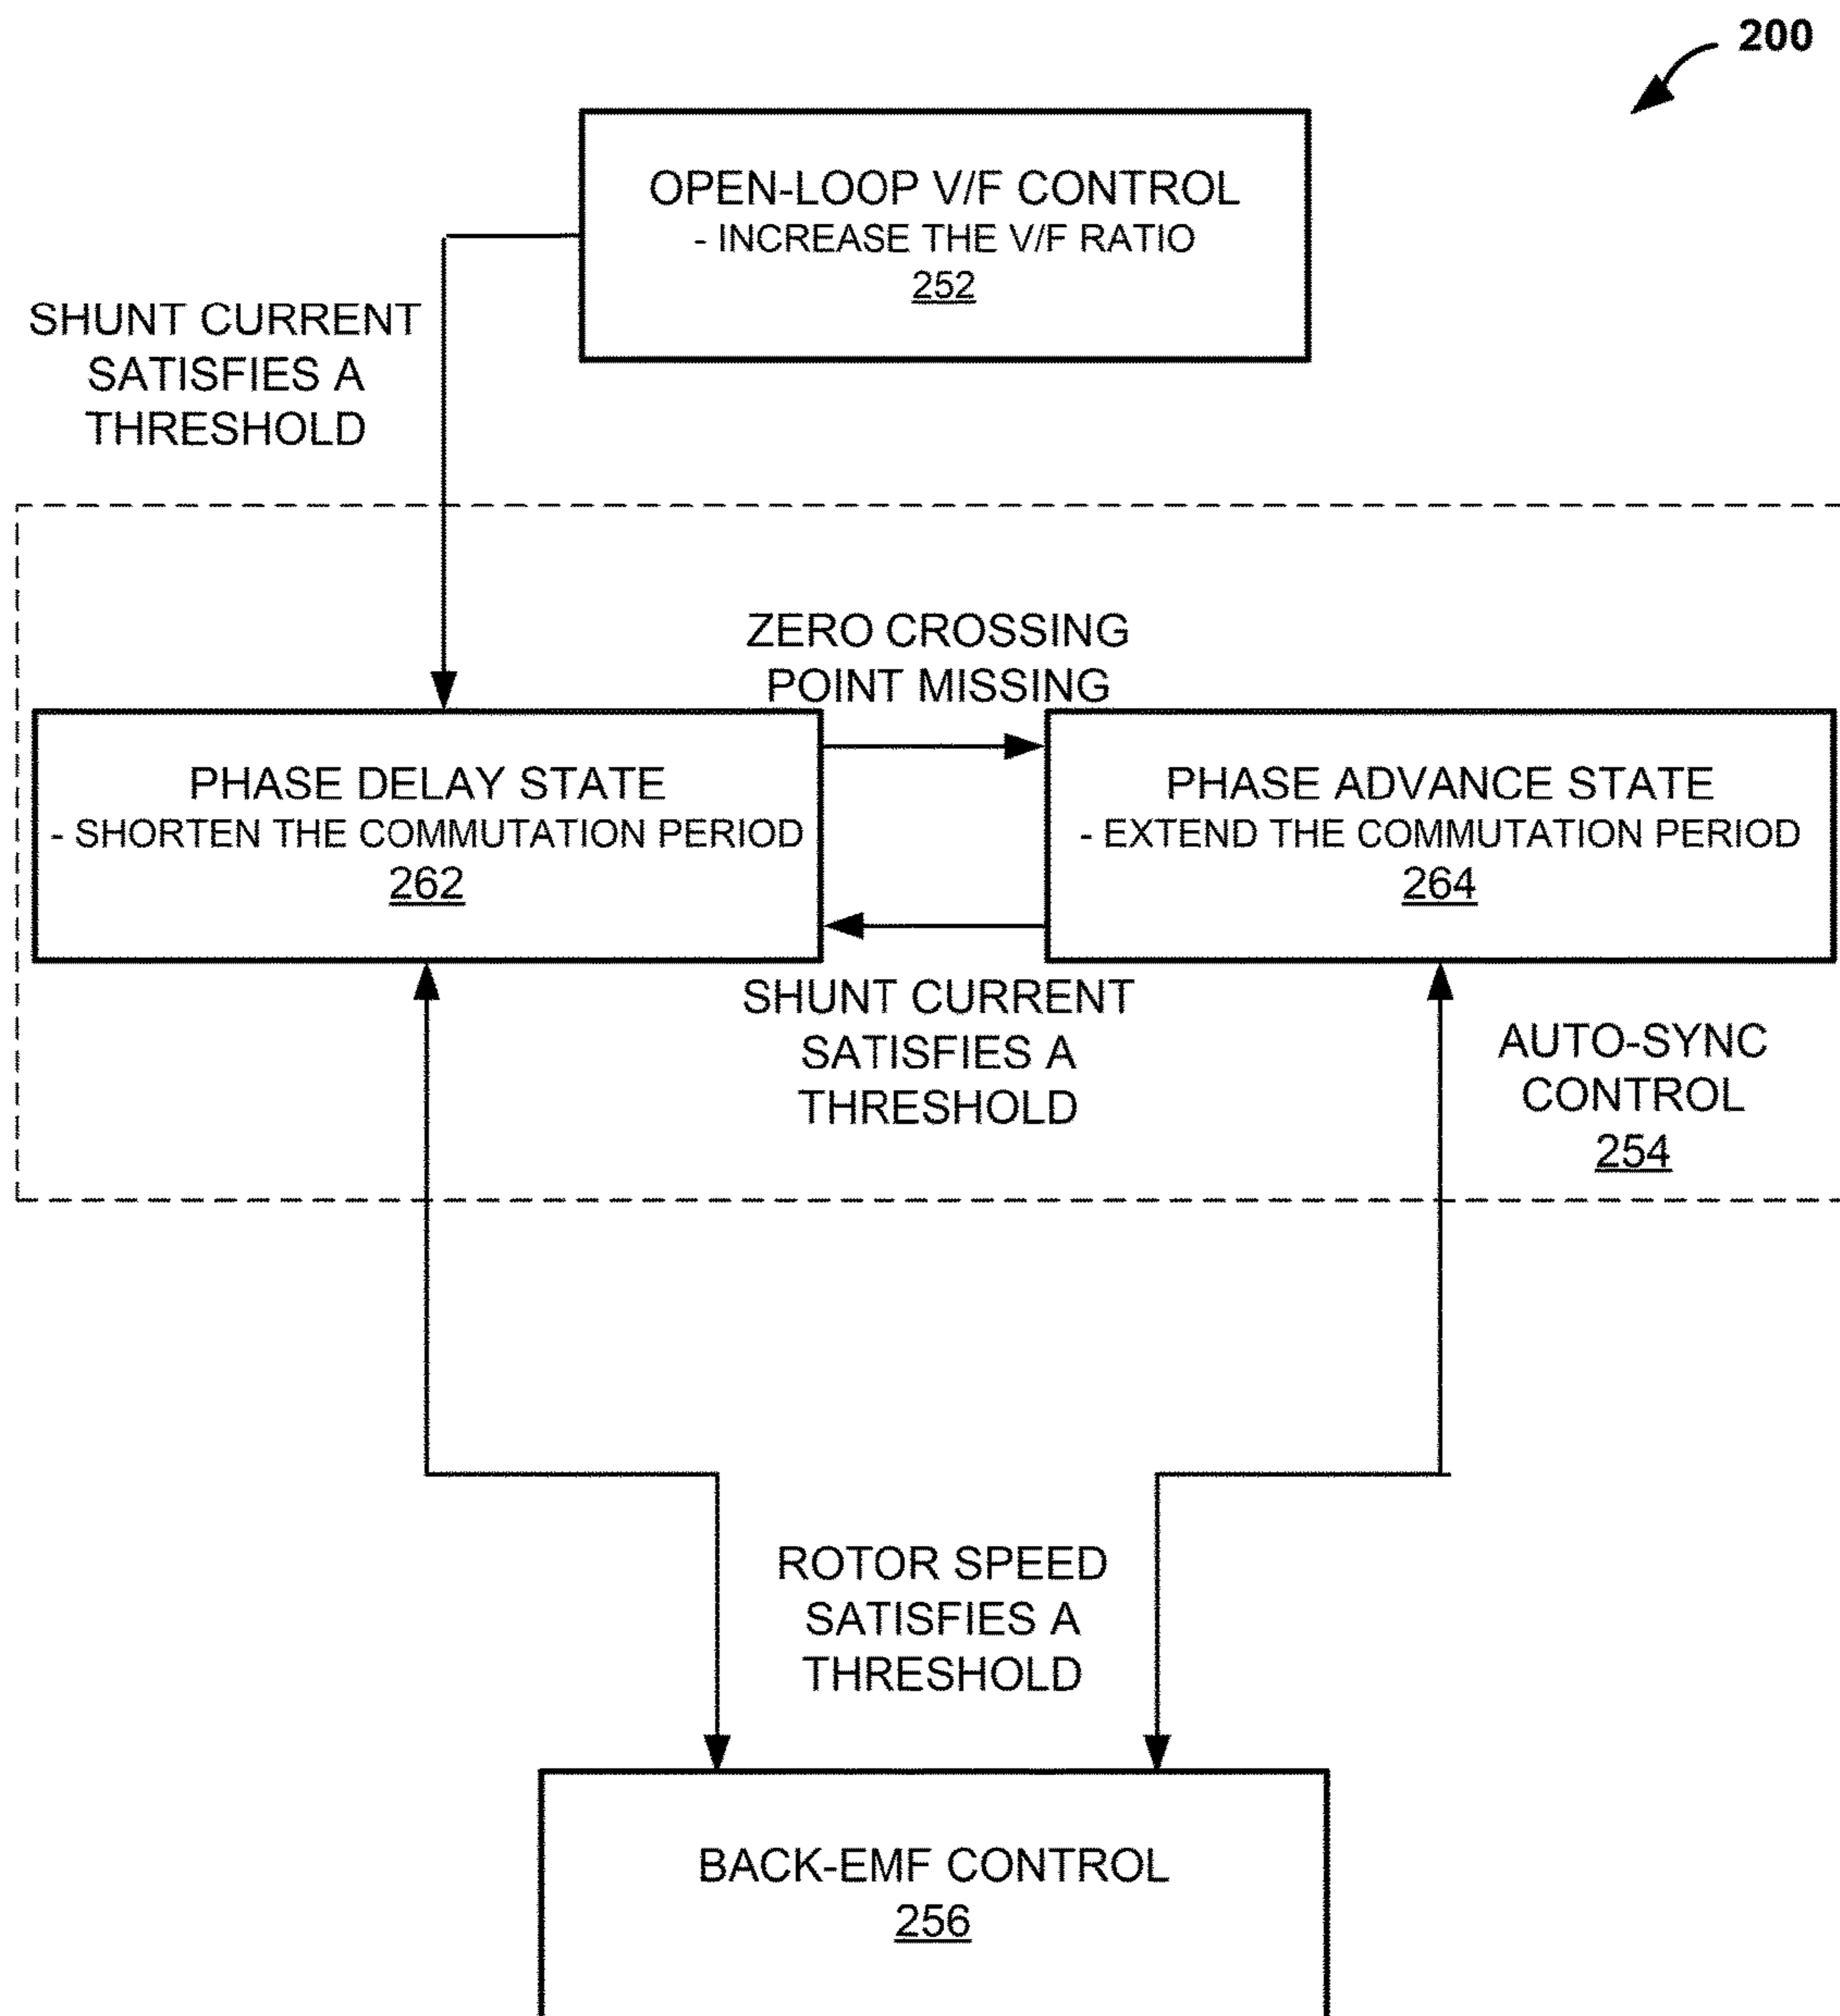 200
OPEN-LOOP V/F CONTROL
- INCREASE THE V/F RATIO
252
SHUNT CURRENT
SATISFIES A
THRESHOLD
ZERO CROSSING
POINT MISSING
PHASE DELAY STATE
- SHORTEN THE COMMUTATION PERIOD
262
PHASE ADVANCE STATE
- EXTEND THE COMMUTATION PERIOD
264
SHUNT CURRENT
SATISFIES A
THRESHOLD
AUTO-SYNC
CONTROL
254
ROTOR SPEED
SATISFIES A
THRESHOLD
BACK-EMF CONTROL
256